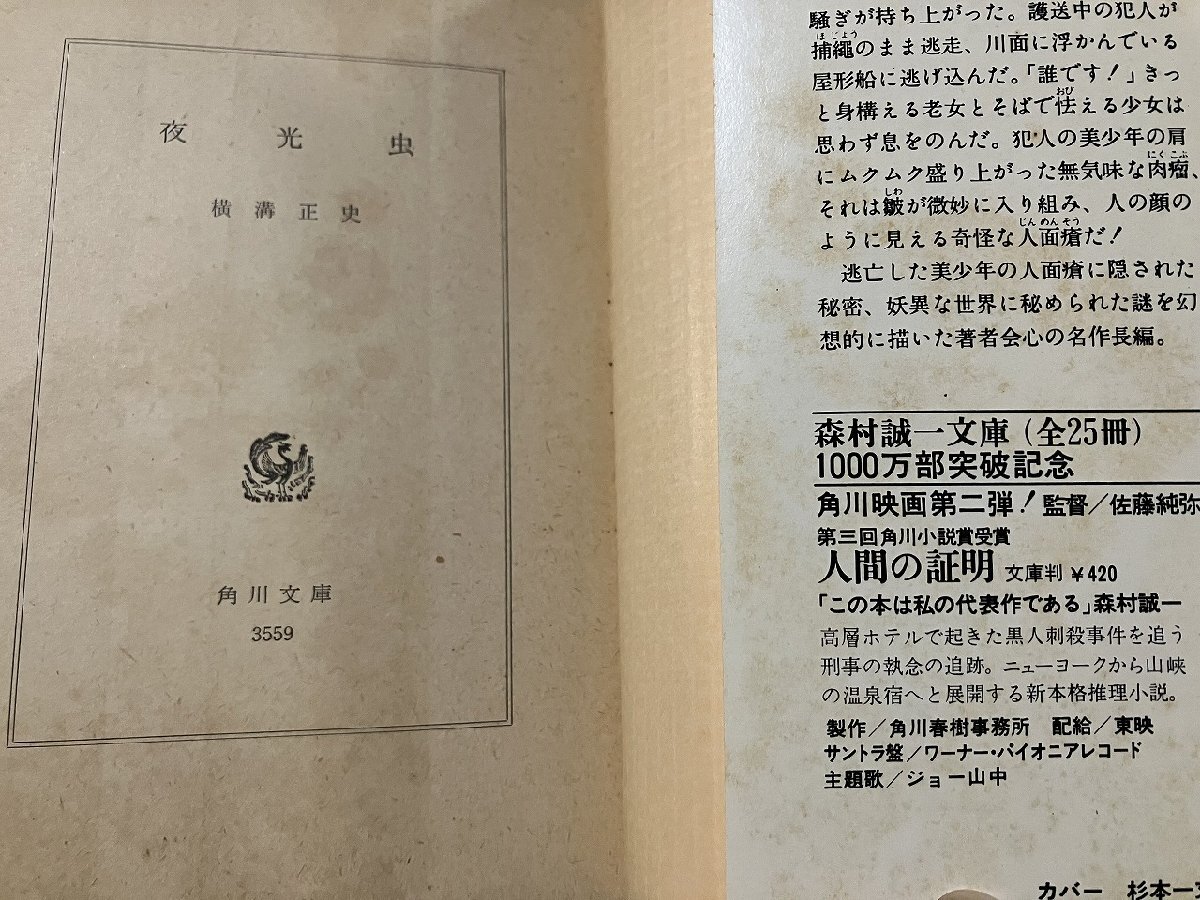 夜光虫
横溝正史
角川文庫
3559
騒ぎが持ち上がった。護送中の犯人が
捕繩のまま逃走、川面に浮かんでいる
屋形船に逃げ込んだ。「誰です！」きっ
と身構える老女とそばで怯える少女は
思わず息をのんだ。犯人の美少年の肩
にムクムク盛り上がった無気味な肉瘤、
それは皺が微妙に入り組み、人の顔の
ように見える奇怪な人面瘡だ！
逃亡した美少年の人面瘡に隠された
秘密、妖異な世界に秘められた謎を幻
想的に描いた著者会心の名作長編。
森村誠一文庫（全25冊）
1000万部突破記念
角川映画第二弾！監督／佐藤純弥
第三回角川小説賞受賞
人間の証明 文庫判 ￥420
「この本は私の代表作である」森村誠一
高層ホテルで起きた黒人刺殺事件を追う
刑事の執念の追跡。ニューヨークから山峡
の温泉宿へと展開する新本格推理小説。
製作／角川春樹事務所 配給／東映
サントラ盤／ワーナー・パイオニアレコード
主題歌／ジョー山中
カバー 杉本一